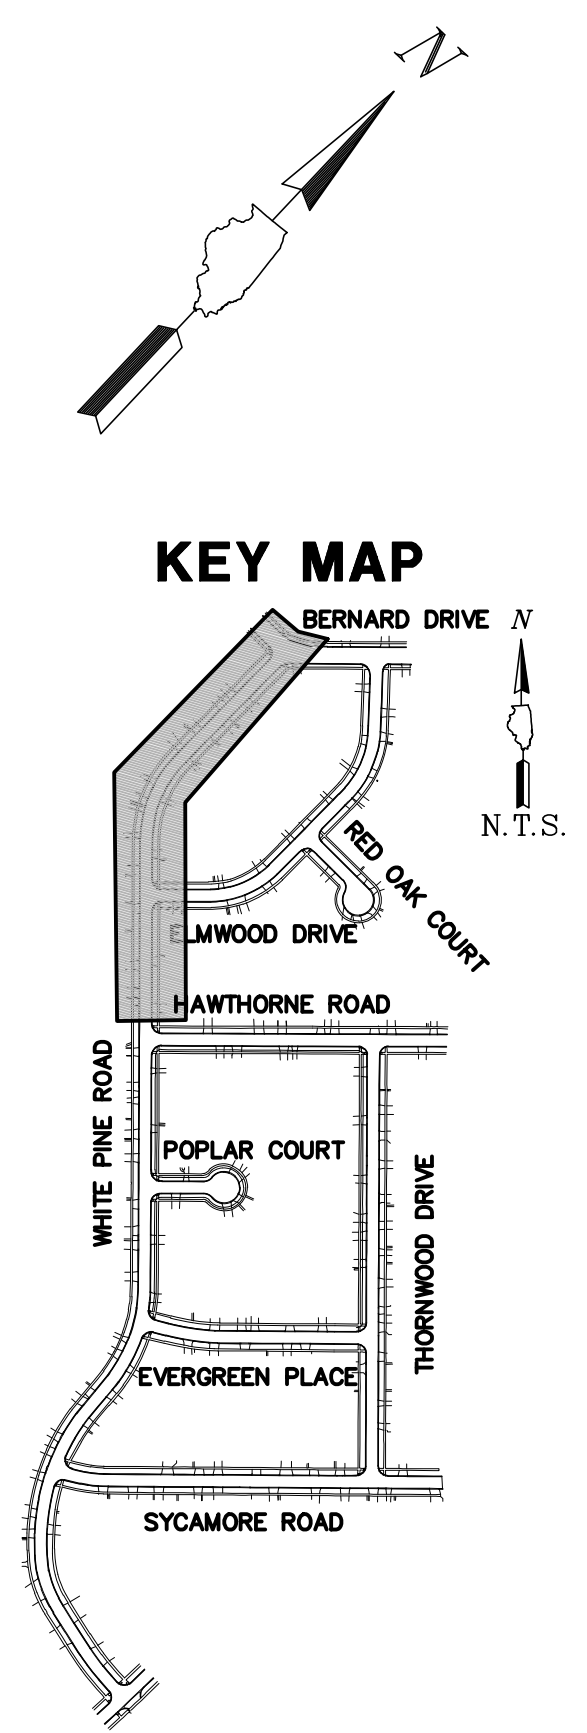 N
KEY MAP
BERNARD DRIVE
N
N.T.S.
RED OAK COURT
LMWOOD DRIVE
HAWTHORNE ROAD
WHITE PINE ROAD
POPLAR COURT
THORNWOOD DRIVE
EVERGREEN PLACE
SYCAMORE ROAD